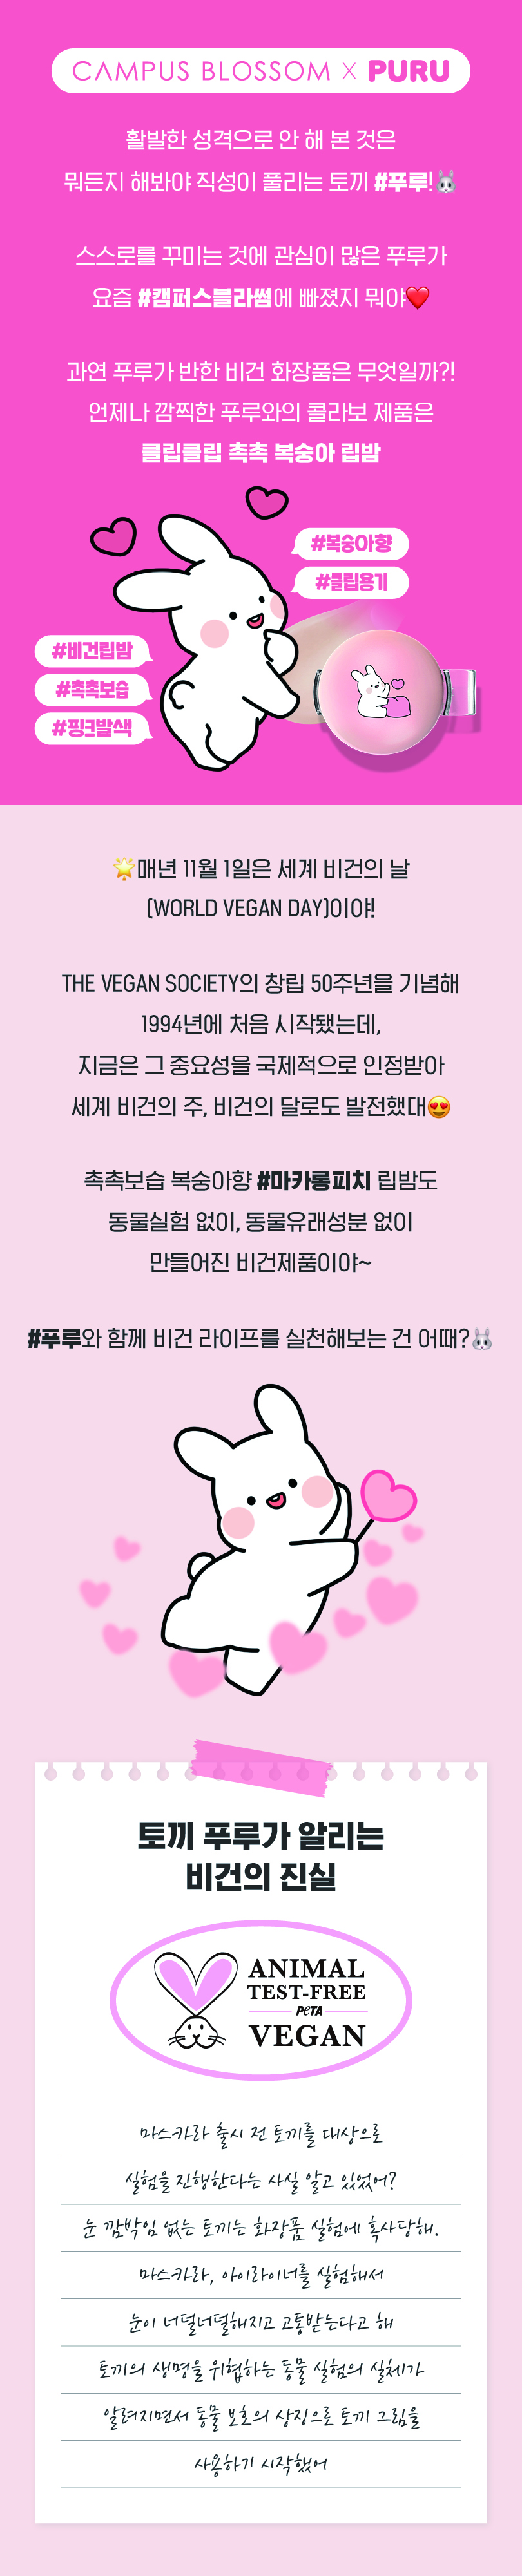 CAMPUS BLOSSOM X PURU
활발한 성격으로 안 해 본 것은
뭐든지 해봐야 직성이 풀리는 토끼 #푸루!🐰
스스로를 꾸미는 것에 관심이 많은 푸루가
요즘 #캠퍼스블라썸에 빠졌지 뭐야❤️
과연 푸루가 반한 비건 화장품은 무엇일까?!
언제나 깜찍한 푸루와의 콜라보 제품은
클립클립 촉촉 복숭아 립밤
#복숭아향
#클립용기
#비건립밤
#촉촉보습
#핑크발색
🌟매년 11월 1일은 세계 비건의 날
(WORLD VEGAN DAY)이야!
THE VEGAN SOCIETY의 창립 50주년을 기념해
1994년에 처음 시작됐는데,
지금은 그 중요성을 국제적으로 인정받아
세계 비건의 주, 비건의 달로도 발전했대😍
촉촉보습 복숭아향 #마카롱피치 립밤도
동물실험 없이, 동물유래성분 없이
만들어진 비건제품이야~
#푸루와 함께 비건 라이프를 실천해보는 건 어때?🐰
토끼 푸루가 알리는
비건의 진실
ANIMAL
TEST-FREE
PETA
VEGAN
마스카라 출시 전 토끼를 대상으로
실험을 진행한다는 사실 알고 있었어?
눈 깜박임 없는 토끼는 화장품 실험에 혹사당해.
마스카라, 아이라이너를 실험해서
눈이 너덜너덜해지고 고통받는다고 해
토끼의 생명을 위협하는 동물 실험의 실체가
알려지면서 동물 보호의 상징으로 토끼 그림을
사용하기 시작했어